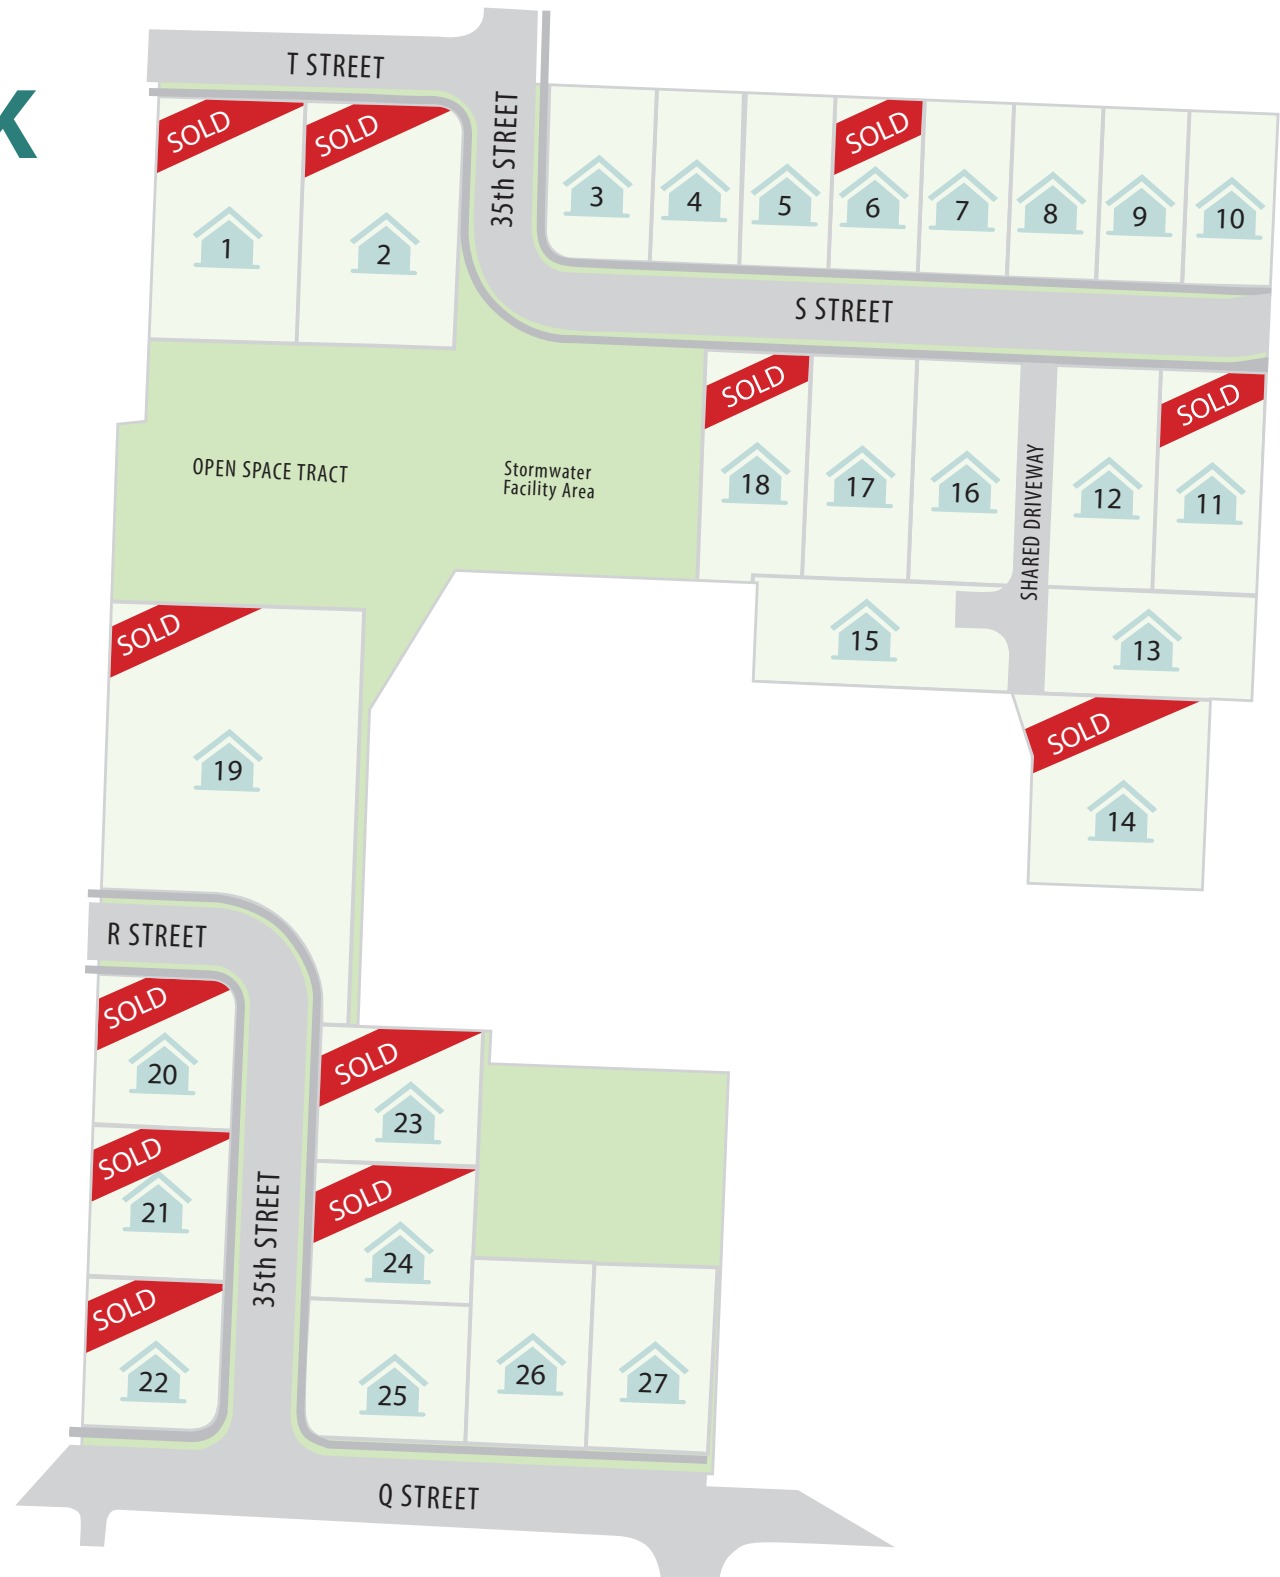 K
T STREET
35th STREET
SOLD
1
SOLD
2
3
4
5
SOLD
6
7
8
9
10
S STREET
OPEN SPACE TRACT
Stormwater
Facility Area
SOLD
18
17
16
SHARED DRIVEWAY
12
SOLD
11
15
13
SOLD
14
SOLD
19
R STREET
SOLD
20
SOLD
21
SOLD
22
35th STREET
SOLD
23
SOLD
24
25
26
27
Q STREET